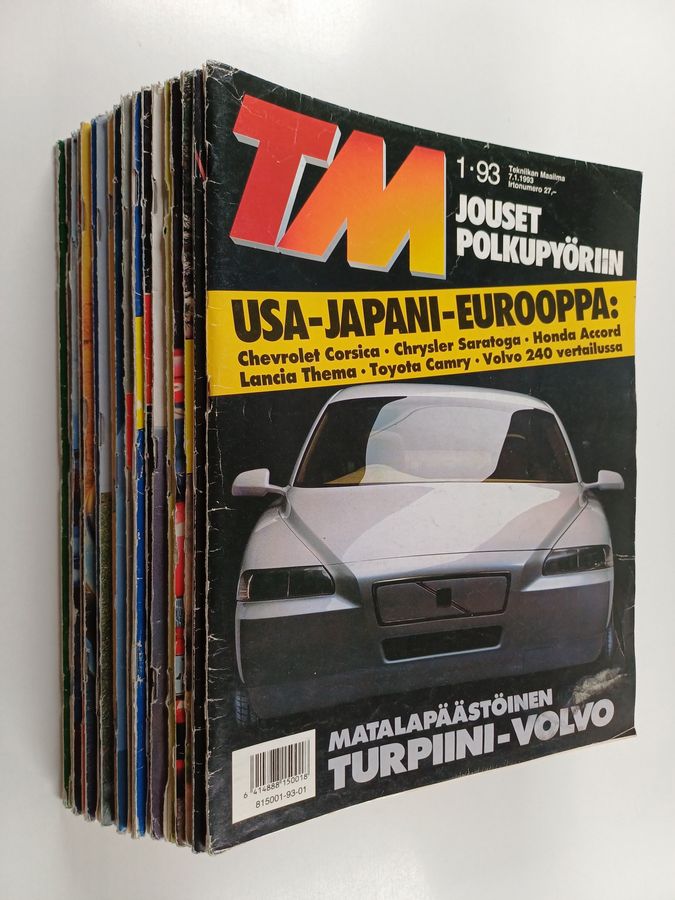 TM
1•93
Tekniikan Maailma
7.1.1993
Irtonumero 27,-
JOUSET
POLKUPYÖRIIN
USA-JAPANI-EUROOPPA:
Chevrolet Corsica • Chrysler Saratoga • Honda Accord
Lancia Thema • Toyota Camry • Volvo 240 vertailussa
MATALAPÄÄSTÖINEN
TURPIINI-VOLVO
6 414888 150018
815001-93-01